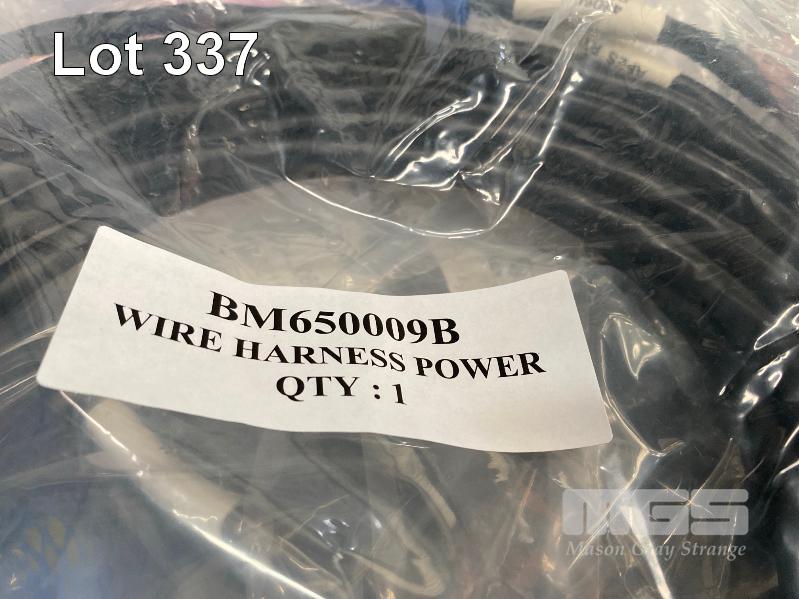 Lot 337
BM650009B
WIRE HARNESS POWER
QTY : 1
MGS
Mason Gray Strange